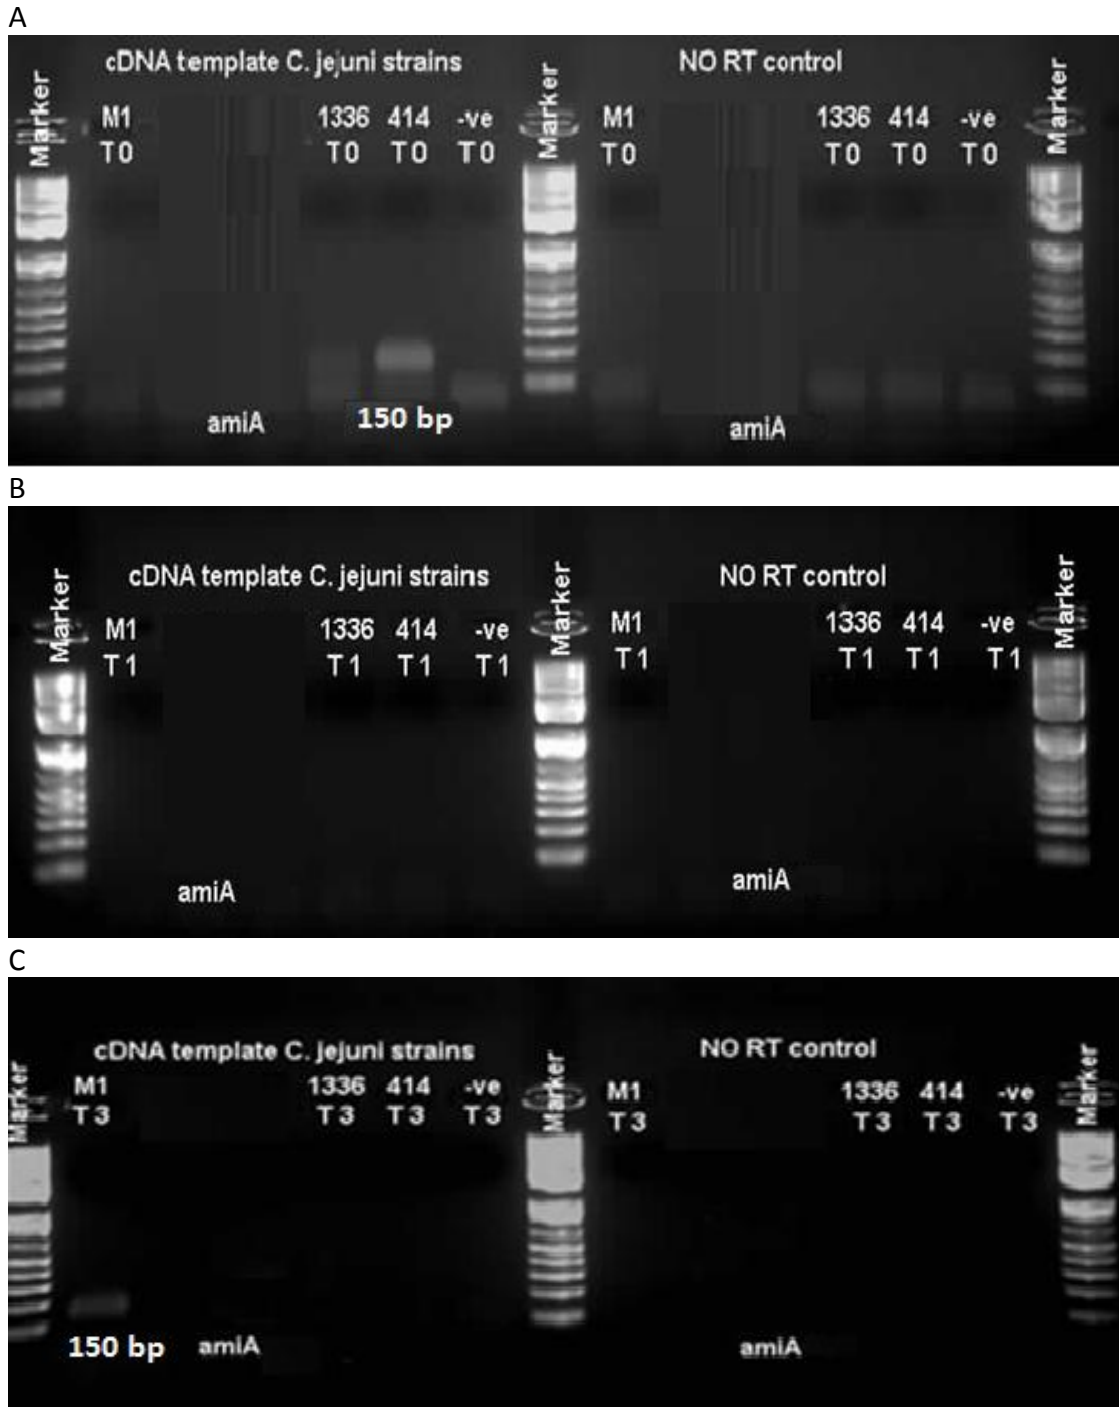 A
cDNA template C. jejuni strains NO RT control
Marker M1 1336 414 -ve Marker M1 1336 414 -ve Marker
T0 T0 T0 T0 T0 T0 T0 T0
amiA 150 bp amiA
B
cDNA template C. jejuni strains NO RT control
Marker M1 1336 414 -ve Marker M1 1336 414 -ve Marker
T1 T1 T1 T1 T1 T1 T1 T1
amiA amiA
C
cDNA template C. jejuni strains NO RT control
Marker M1 1336 414 -ve Marker M1 1336 414 -ve Marker
T3 T3 T3 T3 T3 T3 T3 T3
150 bp amiA amiA